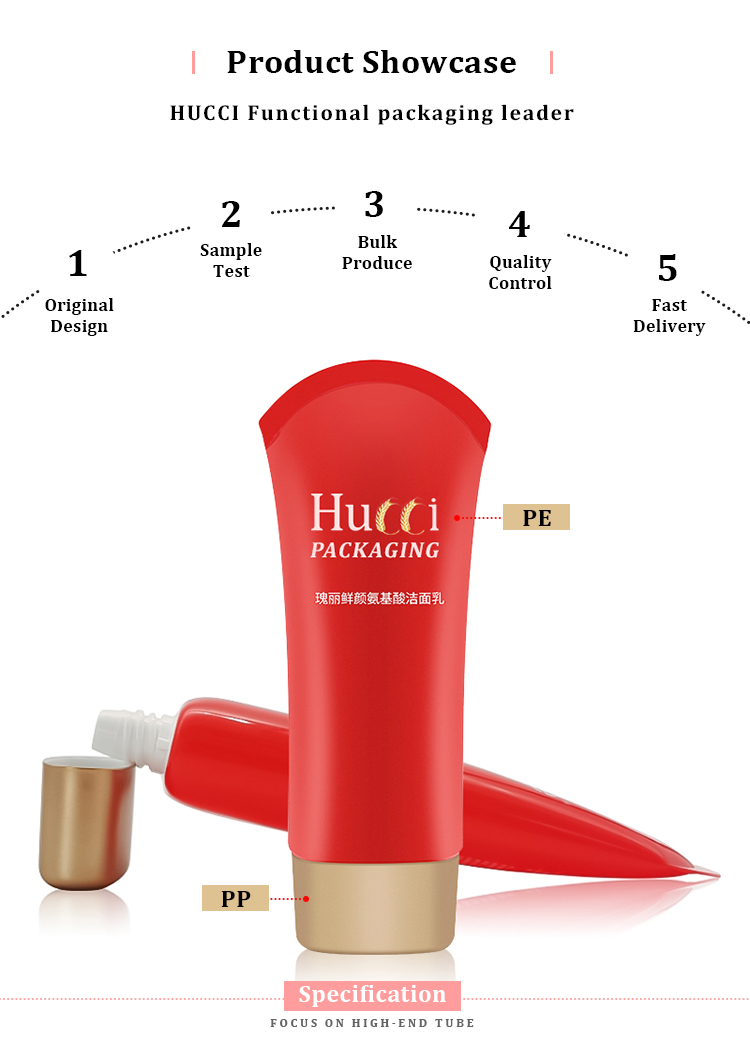 Product Showcase
HUCCI Functional packaging leader
1
Original
Design
2
Sample
Test
3
Bulk
Produce
4
Quality
Control
5
Fast
Delivery
Hucci
PACKAGING
瑰丽鲜颜氨基酸洁面乳
PE
PP
Specification
FOCUS ON HIGH-END TUBE